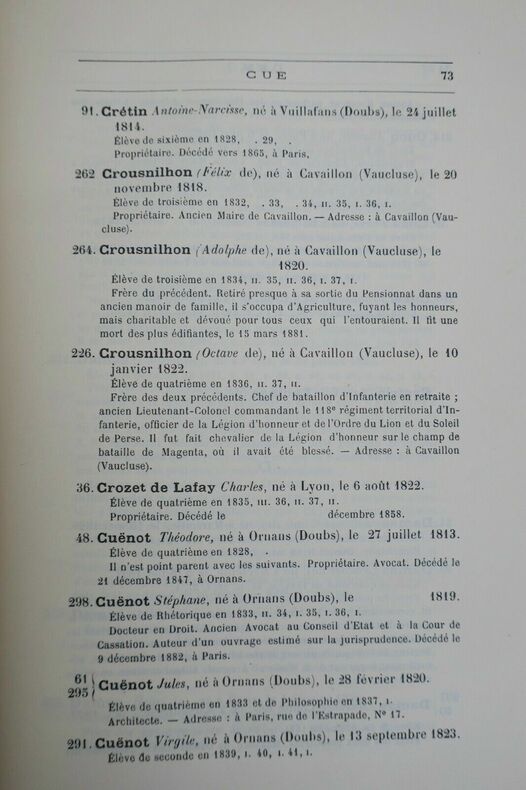 CUE 73
91. Crétin Antoine-Narcisse, né à Vuillafans (Doubs), le 24 juillet
1814.
Élève de sixième en 1828, . 29, .
Propriétaire. Décédé vers 1865, à Paris,
262 Crousnilhon (Félix de), né à Cavaillon (Vaucluse), le 20
novembre 1818.
Élève de troisième en 1832, . 33, . 34, II. 35, I. 36, I.
Propriétaire. Ancien Maire de Cavaillon. — Adresse : à Cavaillon (Vau-
cluse).
264. Crousnilhon (Adolphe de), né à Cavaillon (Vaucluse), le
1820.
Élève de troisième en 1834, II. 35, II. 36, I. 37, I.
Frère du précédent. Retiré presque à sa sortie du Pensionnat dans un
ancien manoir de famille, il s'occupa d'Agriculture, fuyant les honneurs,
mais charitable et dévoué pour tous ceux qui l'entouraient. Il fit une
mort des plus édifiantes, le 15 mars 1881.
226. Crousnilhon (Octave de), né à Cavaillon (Vaucluse), le 10
janvier 1822.
Élève de quatrième en 1836, II. 37, II.
Frère des deux précédents. Chef de bataillon d'Infanterie en retraite ;
ancien Lieutenant-Colonel commandant le 118e régiment territorial d'In-
fanterie, officier de la Légion d'honneur et de l'Ordre du Lion et du Soleil
de Perse. Il fut fait chevalier de la Légion d'honneur sur le champ de
bataille de Magenta, où il avait été blessé. — Adresse : à Cavaillon
(Vaucluse).
36. Crozet de Lafay Charles, né à Lyon, le 6 août 1822.
Élève de quatrième en 1835, III. 36, II. 37, II.
Propriétaire. Décédé le décembre 1858.
48. Cuënot Théodore, né à Ornans (Doubs), le 27 juillet 1813.
Élève de quatrième en 1828, .
Il n'est point parent avec les suivants. Propriétaire. Avocat. Décédé le
21 décembre 1847, à Ornans.
298. Cuënot Stéphane, né à Ornans (Doubs), le 1819.
Élève de Rhétorique en 1833, II. 34, I. 35, I. 36, I.
Docteur en Droit. Ancien Avocat au Conseil d'Etat et à la Cour de
Cassation. Auteur d'un ouvrage estimé sur la jurisprudence. Décédé le
9 décembre 1882, à Paris.
61
295 Cuënot Jules, né à Ornans (Doubs), le 28 février 1820.
Élève de quatrième en 1833 et de Philosophie en 1837, I.
Architecte. — Adresse : à Paris, rue de l'Estrapade, N° 17.
291. Cuënot Virgile, né à Ornans (Doubs), le 13 septembre 1823.
Élève de seconde en 1839, I. 40, I. 41, I.